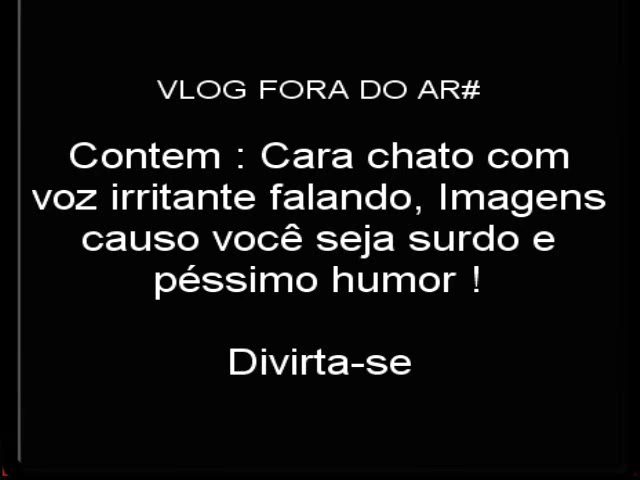 VLOG FORA DO AR#
Contem : Cara chato com
voz irritante falando, Imagens
causo você seja surdo e
péssimo humor !
Divirta-se